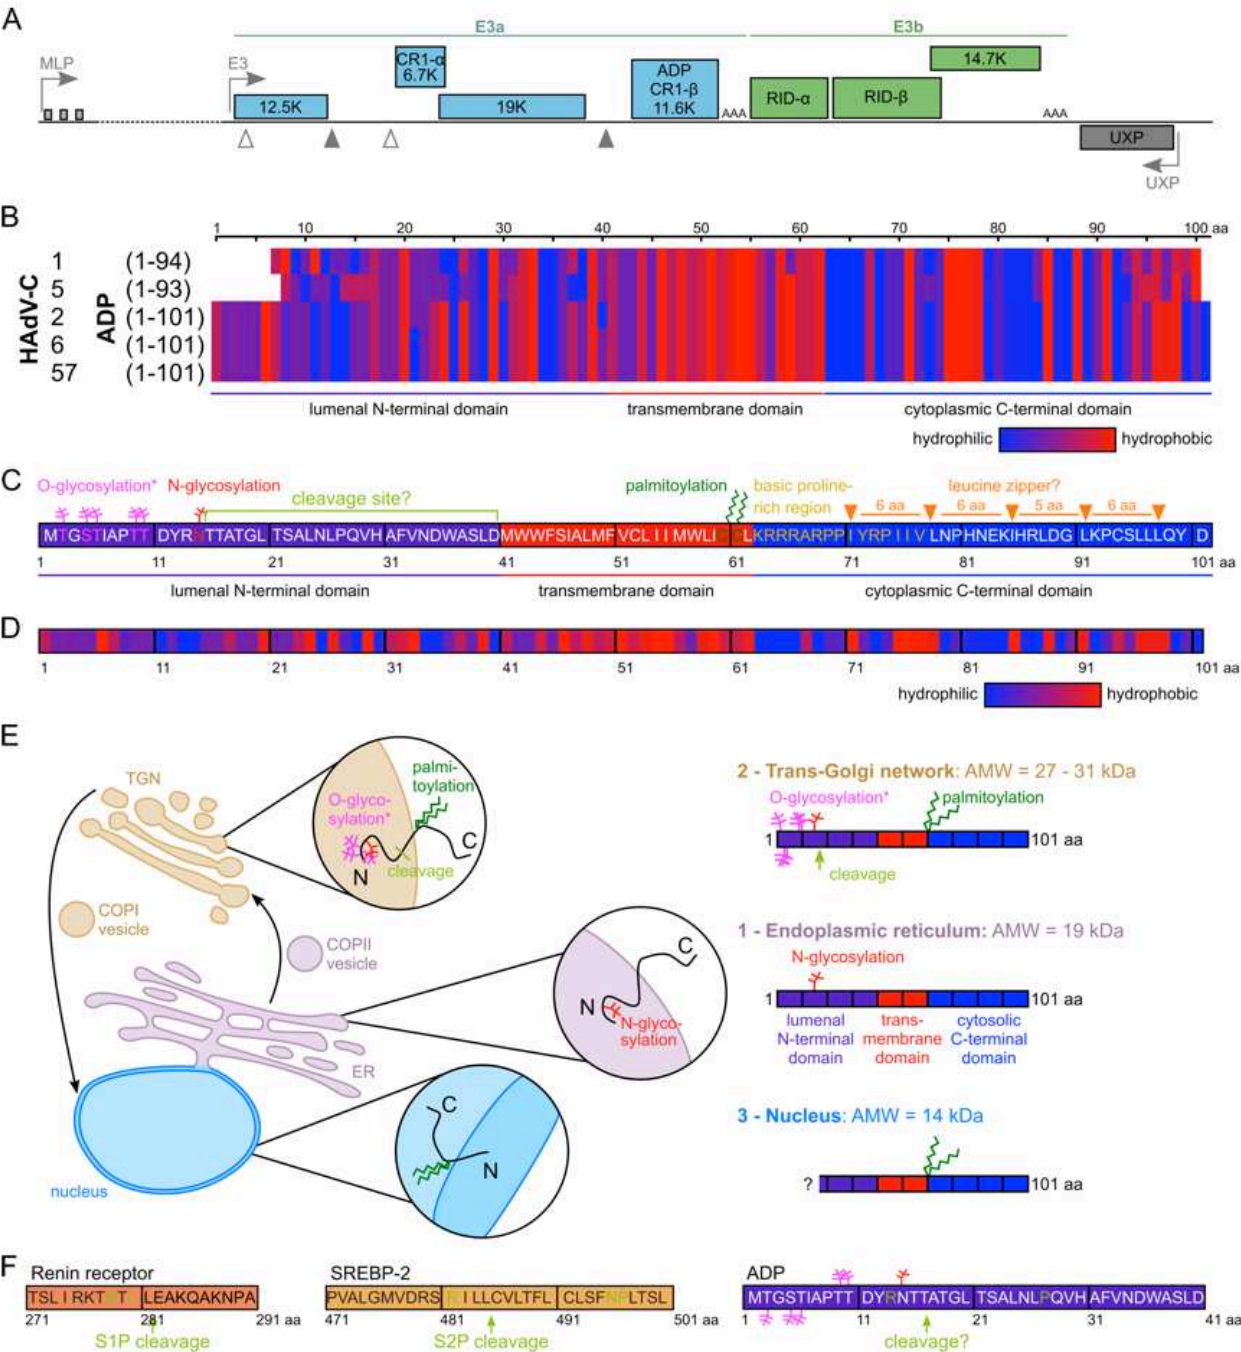 A
E3a
E3b
MLP
E3
CR1-α
6.7K
ADP
CR1-β
11.6K
14.7K
12.5K
19K
RID-α
RID-β
AAA
AAA
UXP
UXP
B
1 10 20 30 40 50 60 70 80 90 100 aa
HAdV-C
ADP
1 (1-94)
5 (1-93)
2 (1-101)
6 (1-101)
57 (1-101)
lumenal N-terminal domain
transmembrane domain
cytoplasmic C-terminal domain
hydrophilic
hydrophobic
C
O-glycosylation*
N-glycosylation
cleavage site?
palmitoylation
basic proline-
rich region
leucine zipper?
6 aa 6 aa 5 aa 6 aa
MTGSTIAPTT DYRNTTATGL TSALNLPQVH AFVNDWASLD MWWFSIALMF VCLIIMWLI L KRRRARPP I YRPIIV LNPHNEKIHRLDG LKPCSLLLQY D
1 11 21 31 41 51 61 71 81 91 101 aa
lumenal N-terminal domain
transmembrane domain
cytoplasmic C-terminal domain
D
1 11 21 31 41 51 61 71 81 91 101 aa
hydrophilic
hydrophobic
E
TGN
COPI
vesicle
COPII
vesicle
ER
nucleus
palmi-
toylation
O-glyco-
sylation*
C
N
cleavage
C
N
N-glyco-
sylation
C
N
2 - Trans-Golgi network: AMW = 27 - 31 kDa
O-glycosylation*
palmitoylation
1
101 aa
cleavage
1 - Endoplasmic reticulum: AMW = 19 kDa
N-glycosylation
1
101 aa
lumenal
N-terminal
domain
trans-
membrane
domain
cytosolic
C-terminal
domain
3 - Nucleus: AMW = 14 kDa
?
101 aa
F
Renin receptor
TSLIRKT T LEAKQAKNPA
271 281 291 aa
S1P cleavage
SREBP-2
PVALGMVDRS RILLCVLTFL CLSFNPLTSL
471 481 491 501 aa
S2P cleavage
ADP
MTGSTIAPTT DYRNTTATGL TSALNLPQVH AFVNDWASLD
1 11 21 31 41 aa
cleavage?